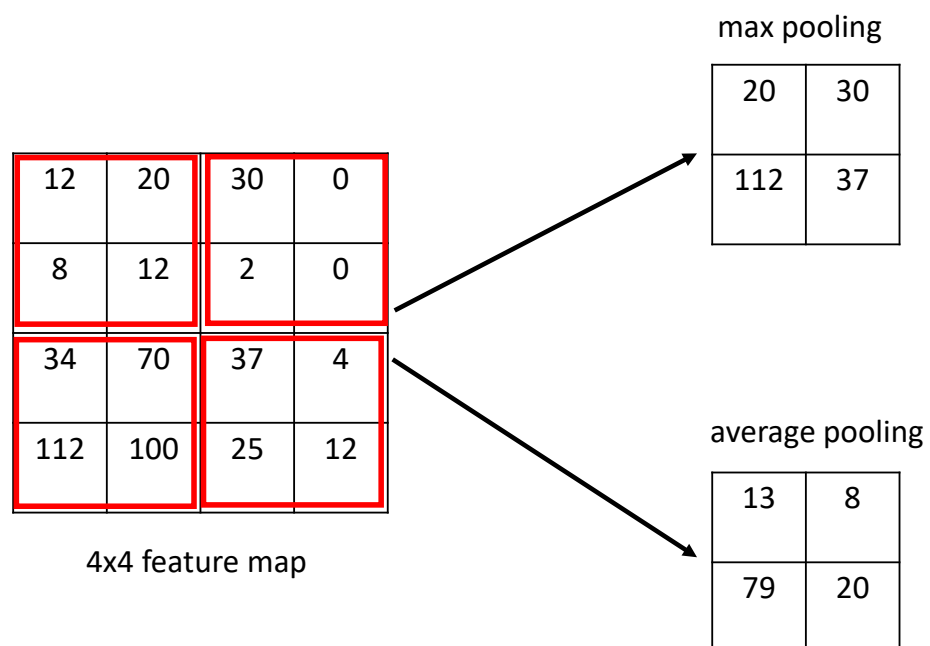 max pooling
20 30
112 37
12 20 30 0
8 12 2 0
34 70 37 4
112 100 25 12
4x4 feature map
average pooling
13 8
79 20